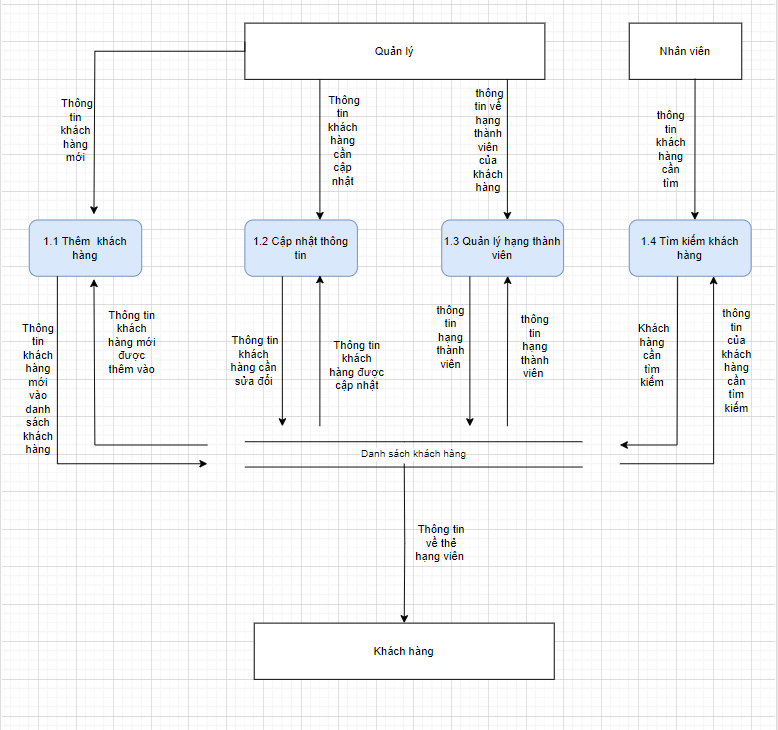 Quản lý
Nhân viên
Thông
tin
khách
hàng
mới
Thông
tin
khách
hàng
cần
cập
nhật
thông
tin về
hạng
thành
viên
của
khách
hàng
thông
tin
khách
hàng
cần
tìm
1.1 Thêm khách
hàng
1.2 Cập nhật thông
tin
1.3 Quản lý hạng thành
viên
1.4 Tìm kiếm khách
hàng
Thông
tin
khách
hàng
mới
vào
danh
sách
khách
hàng
Thông tin
khách
hàng mới
được
thêm vào
Thông tin
khách
hàng cần
sửa đổi
Thông tin
khách
hàng được
cập nhật
thông
tin
hạng
thành
viên
thông
tin
hạng
thành
viên
Khách
hàng
cần
tìm
kiếm
thông
tin
của
khách
hàng
cần
tìm
kiếm
Danh sách khách hàng
Thông tin
về thẻ
hạng viên
Khách hàng